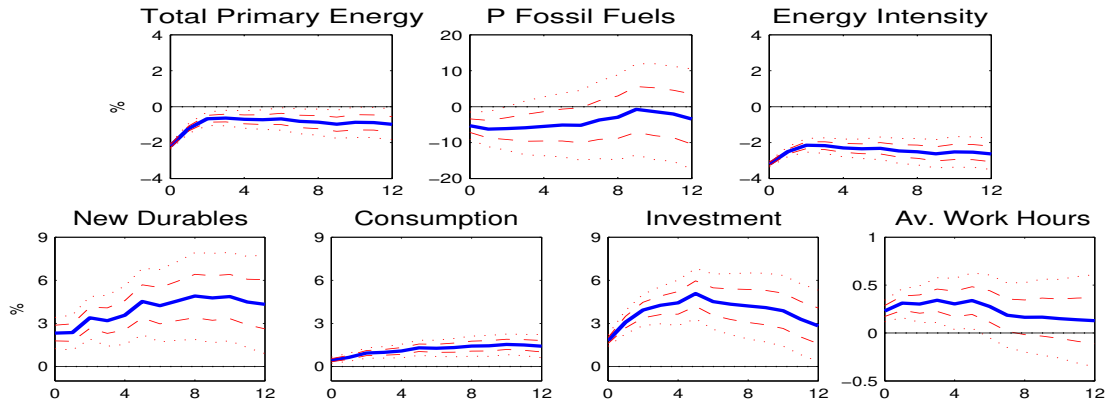 Total Primary Energy P Fossil Fuels Energy Intensity
4 20 4
2 10 2
% 0 0 0
−2 −10 −2
−4 −20 −4
0 4 8 12 0 4 8 12 0 4 8 12
New Durables Consumption Investment Av. Work Hours
9 9 9 1
6 6 6 0.5
% 3 3 3 0
0 0 0 −0.5
0 4 8 12 0 4 8 12 0 4 8 12 0 4 8 12